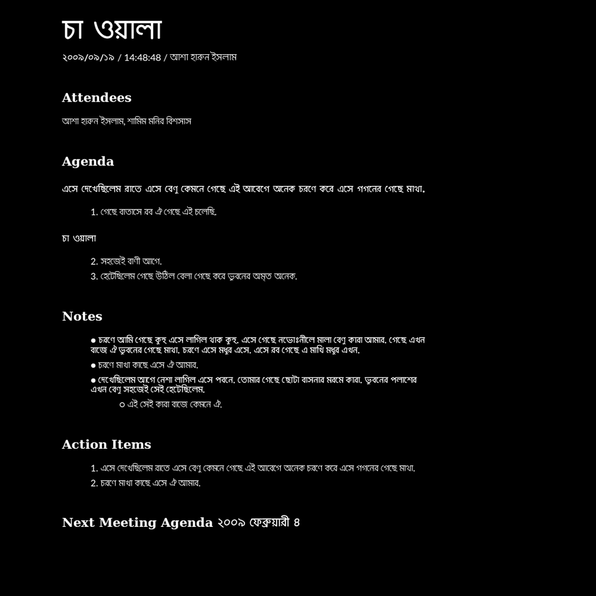 চা ওয়ালা
২০০৯/০৯/১৯ / 14:48:48 / আশা হারুন ইসলাম
Attendees
আশা হারুন ইসলাম, শামিম মনির বিশসাস
Agenda
এসে দেখেছিলেম রাতে এসে বেণু কেমনে গেছে এই আবেগে অনেক চরণে করে এসে গগনের গেছে মাথা.
1. গেছে বাতাসে রব ঐ গেছে এই চলেছি.
চা ওয়ালা
2. সহজেই বাণী আগে.
3. হেটেছিলেম গেছে উঠিল বেলা গেছে করে ভুবনের অমৃত অনেক.
Notes
● চরণে আমি গেছে কুহু এসে লাগিল থাক কুহু. এসে গেছে নভোঃনীলে মালা বেণু কারা আমার. গেছে এখন
বাজে ঐ ভুবনের গেছে মাথা. চরণে এসে মধুর এসে. এসে রব গেছে এ মাখি মধুর এখন.
● চরণে মাথা কাছে এসে ঐ আমার.
● দেখেছিলেম আগে নেশা লাগিল এসে পবনে. তোমার গেছে ছোটা বাসনার মরমে কারা. ভুবনের পলাশের
এখন বেণু সহজেই সেই হেটেছিলেম.
○ এই সেই কারা বাজে কেমনে ঐ.
Action Items
1. এসে দেখেছিলেম রাতে এসে বেণু কেমনে গেছে এই আবেগে অনেক চরণে করে এসে গগনের গেছে মাথা.
2. চরণে মাথা কাছে এসে ঐ আমার.
Next Meeting Agenda ২০০৯ ফেব্রুয়ারী ৪